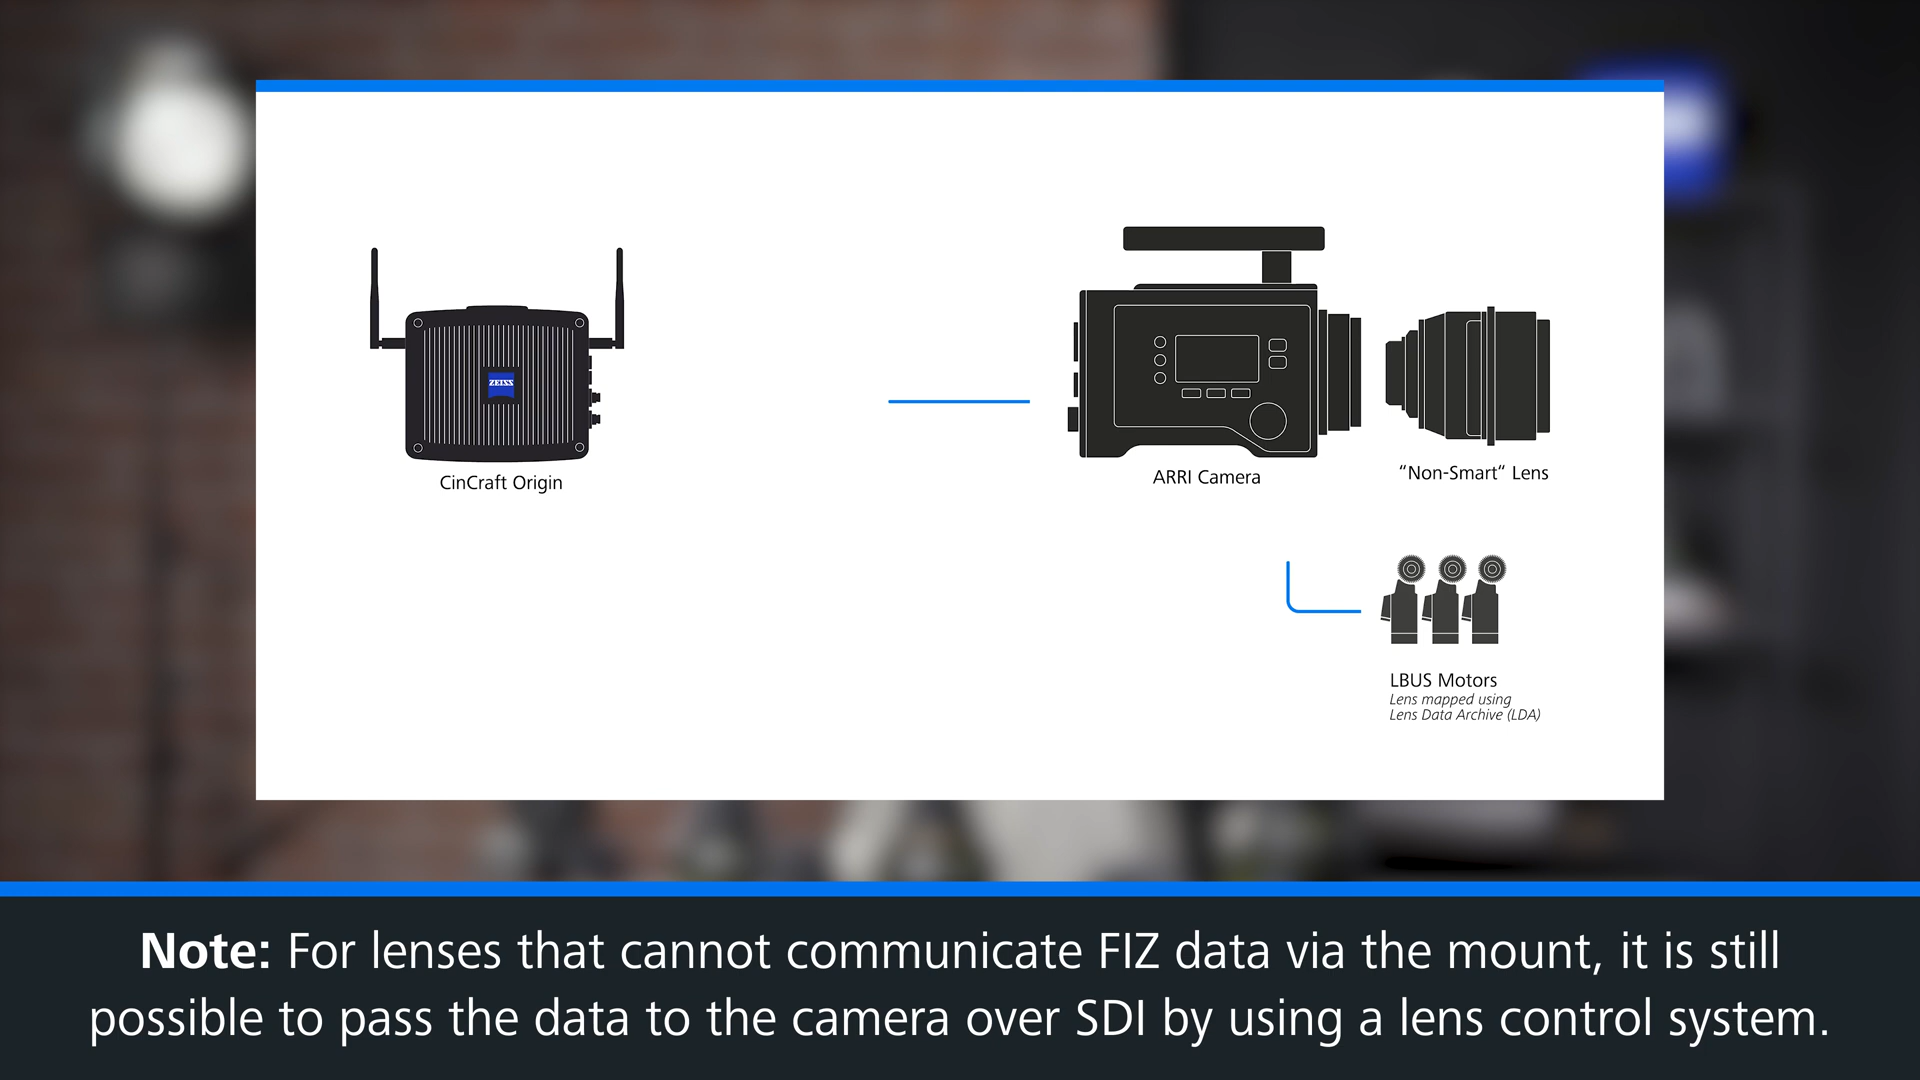 ZEISS
CinCraft Origin
ARRI Camera
“Non-Smart“ Lens
LBUS Motors
Lens mapped using
Lens Data Archive (LDA)
Note: For lenses that cannot communicate FIZ data via the mount, it is still
possible to pass the data to the camera over SDI by using a lens control system.